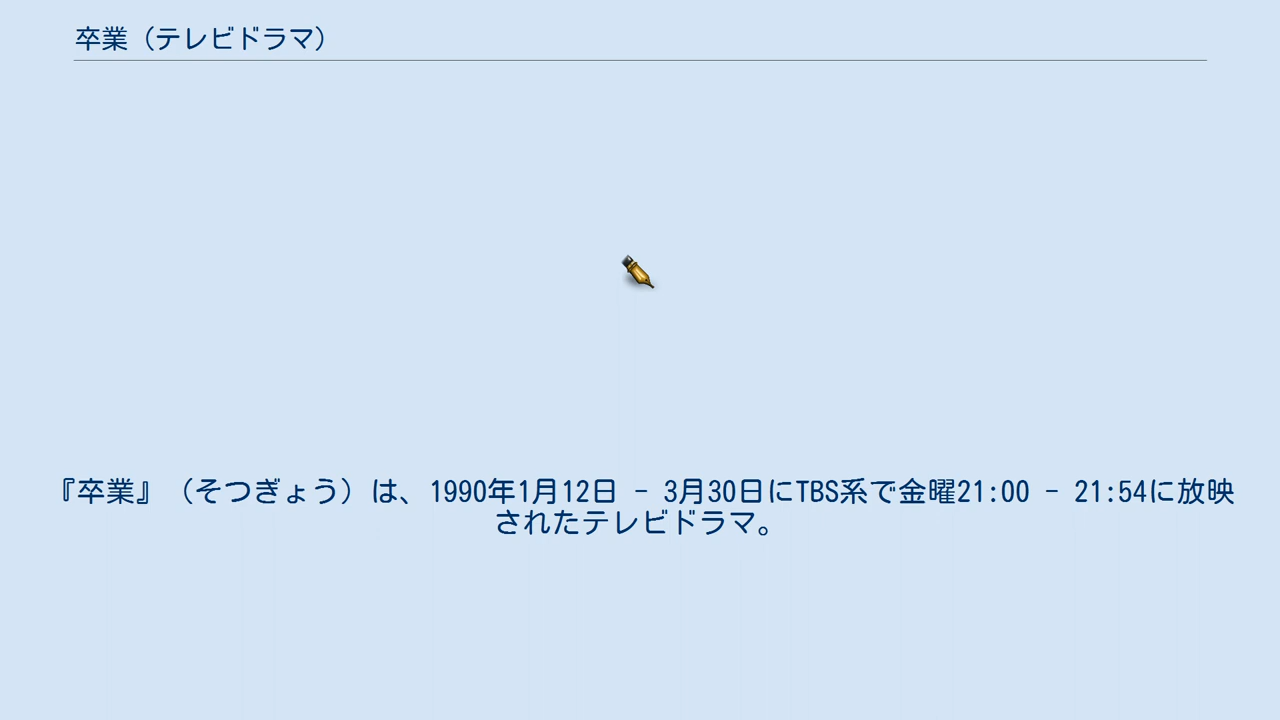 卒業（テレビドラマ）
『卒業』（そつぎょう）は、1990年1月12日 - 3月30日にTBS系で金曜21:00 - 21:54に放映
されたテレビドラマ。